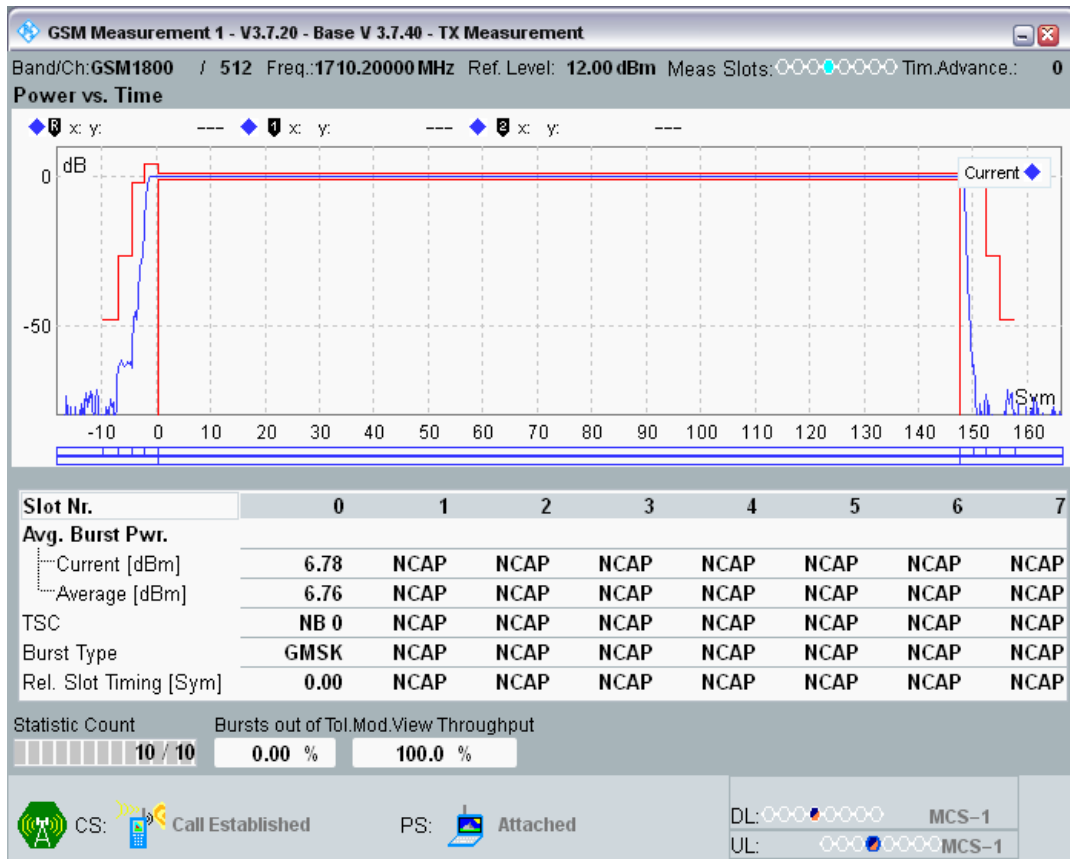 GSM Measurement 1 - V3.7.20 - Base V 3.7.40 - TX Measurement
Band/Ch:GSM1800 / 512 Freq.:1710.20000 MHz Ref. Level: 12.00 dBm Meas Slots: Tim.Advance.: 0
Power vs. Time
R x: y: --- 1 x: y: --- 2 x: y: ---
dB
0
Current
-50
Sym
-10 0 10 20 30 40 50 60 70 80 90 100 110 120 130 140 150 160
Slot Nr. 0 1 2 3 4 5 6 7
Avg. Burst Pwr.
Current [dBm] 6.78 NCAP NCAP NCAP NCAP NCAP NCAP NCAP
Average [dBm] 6.76 NCAP NCAP NCAP NCAP NCAP NCAP NCAP
TSC NB 0 NCAP NCAP NCAP NCAP NCAP NCAP NCAP
Burst Type GMSK NCAP NCAP NCAP NCAP NCAP NCAP NCAP
Rel. Slot Timing [Sym] 0.00 NCAP NCAP NCAP NCAP NCAP NCAP NCAP
Statistic Count Bursts out of Tol.Mod.View Throughput
10 / 10 0.00 % 100.0 %
CS: Call Established PS: Attached
DL: MCS-1
UL: MCS-1